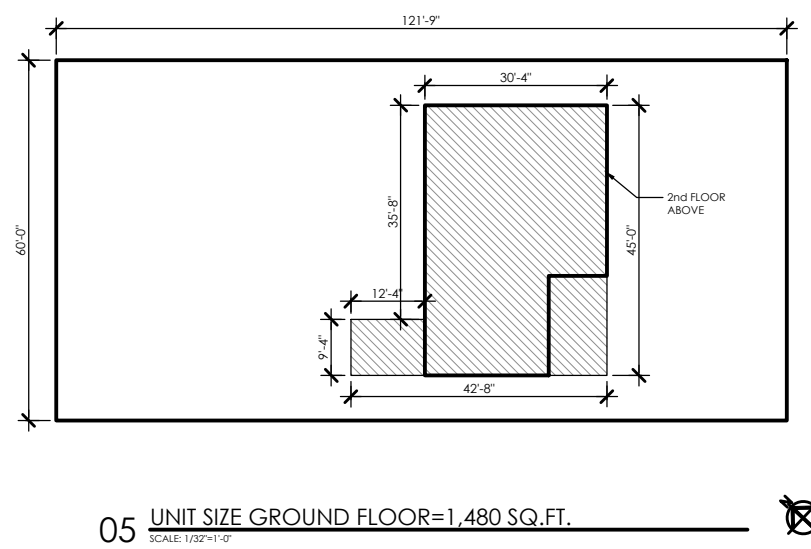 121'-9"
30'-4"
2nd FLOOR
ABOVE
35'-8"
45'-0"
60'-0"
12'-4"
9'-4"
42'-8"
05 UNIT SIZE GROUND FLOOR=1,480 SQ.FT.
SCALE: 1/32"=1'-0"